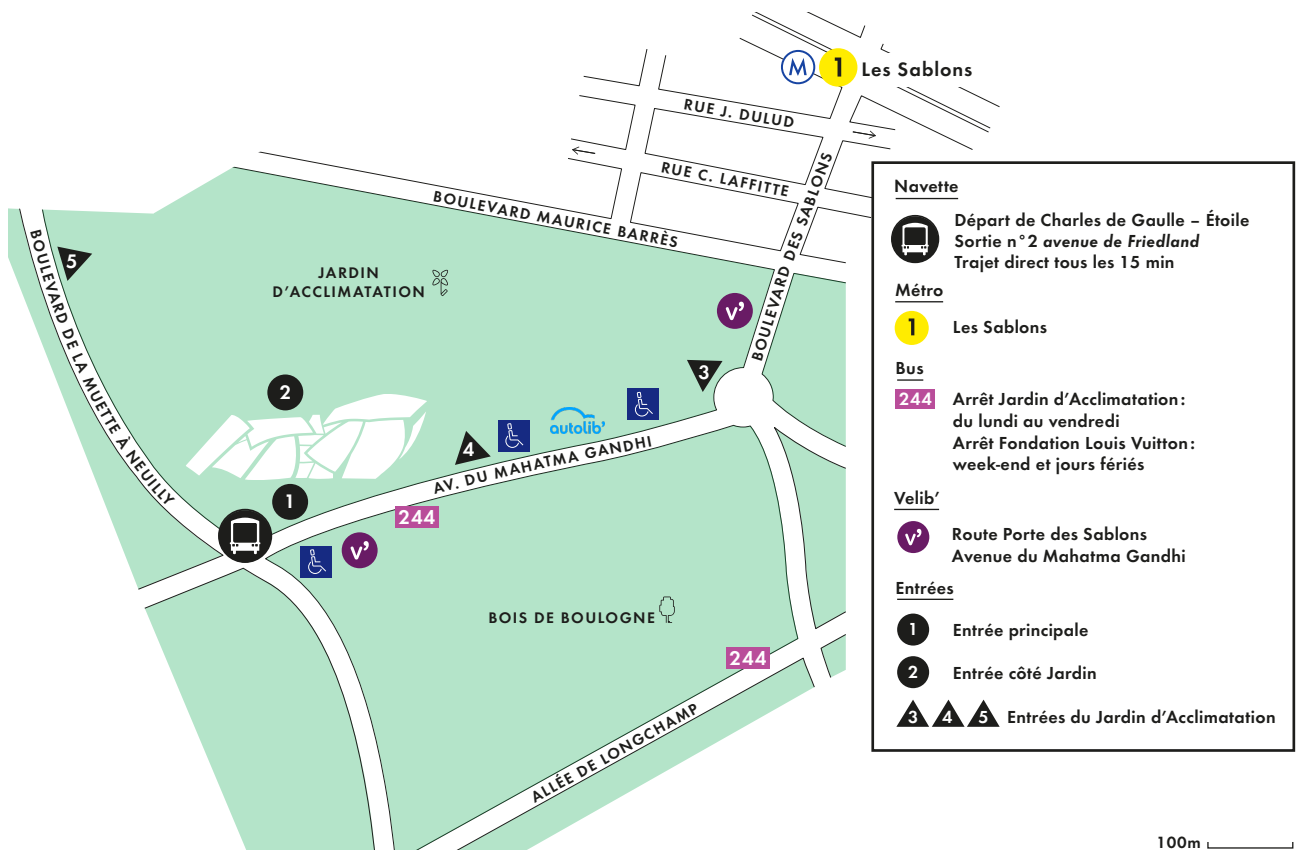 M
1
Les Sablons
RUE J. DULUD
RUE C. LAFFITTE
BOULEVARD DES SABLONS
BOULEVARD MAURICE BARRÈS
BOULEVARD DE LA MUETTE À NEUILLY
5
JARDIN
D'ACCLIMATATION
v'
3
2
autolib'
4
AV. DU MAHATMA GANDHI
1
244
v'
BOIS DE BOULOGNE
244
ALLÉE DE LONGCHAMP
Navette
Départ de Charles de Gaulle – Étoile
Sortie n°2 avenue de Friedland
Trajet direct tous les 15 min
Métro
1 Les Sablons
Bus
244 Arrêt Jardin d'Acclimatation:
du lundi au vendredi
Arrêt Fondation Louis Vuitton:
week-end et jours fériés
Velib'
v' Route Porte des Sablons
Avenue du Mahatma Gandhi
Entrées
1 Entrée principale
2 Entrée côté Jardin
3 4 5 Entrées du Jardin d'Acclimatation
100m